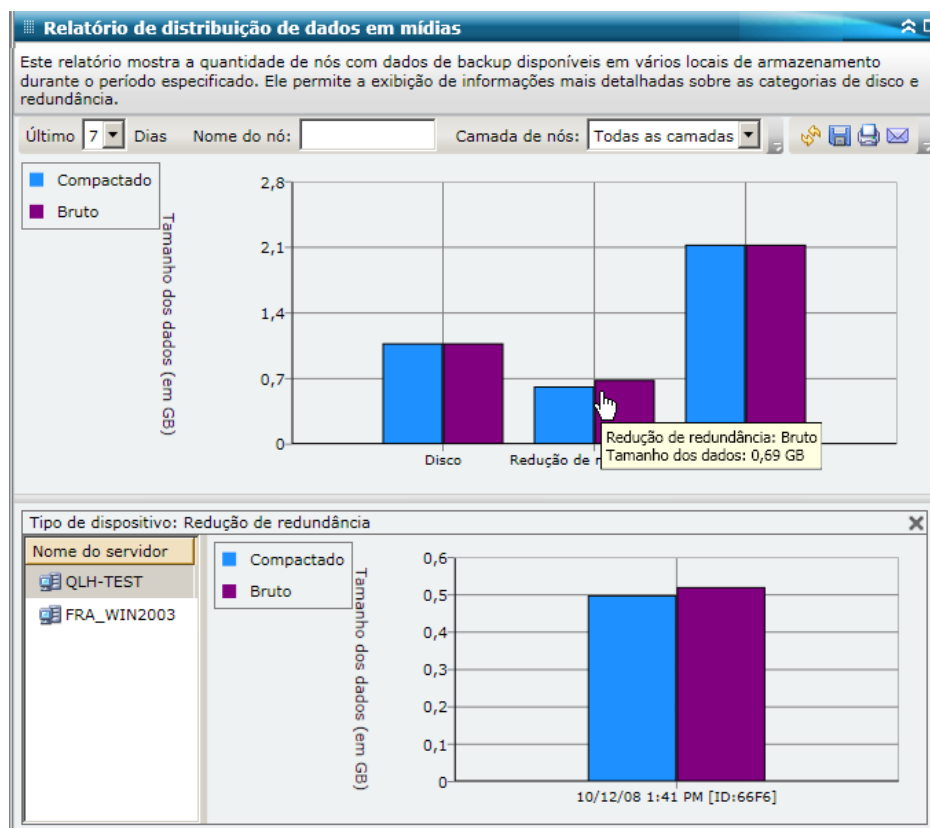 Relatório de distribuição de dados em mídias
Este relatório mostra a quantidade de nós com dados de backup disponíveis em vários locais de armazenamento
durante o período especificado. Ele permite a exibição de informações mais detalhadas sobre as categorias de disco e
redundância.
Último 7 Dias Nome do nó: Camada de nós: Todas as camadas
Compactado
Bruto
Tamanho dos dados (em GB)
2,8
2,1
1,4
0,7
0
Disco
Redução de
Redução de redundância: Bruto
Tamanho dos dados: 0,69 GB
Tipo de dispositivo: Redução de redundância
Nome do servidor
QLH-TEST
FRA_WIN2003
Compactado
Bruto
Tamanho dos dados (em GB)
0,6
0,5
0,4
0,3
0,2
0,1
0
10/12/08 1:41 PM [ID:66F6]